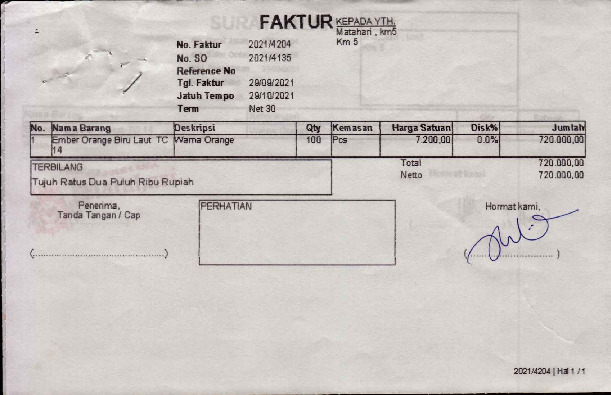 FAKTUR
KEPADA YTH,
Matahari , km5
Km 5
No. Faktur 2021/4204
No. SO 2021/4135
Reference No
Tgl. Faktur 29/09/2021
Jatuh Tempo 29/10/2021
Term Net 30
No. Nama Barang Deskripsi Qty Kemasan Harga Satuan Disk% Jumlah
1 Ember Orange Biru Laut TC Warna Orange 100 Pcs 7.200,00 0.0% 720.000,00
14
TERBILANG
Tujuh Ratus Dua Puluh Ribu Rupiah
Total 720.000,00
Netto 720.000,00
Penerima,
Tanda Tangan / Cap
(..........................................)
PERHATIAN
Hormat kami,
(..........................)
2021/4204 | Hal 1 / 1